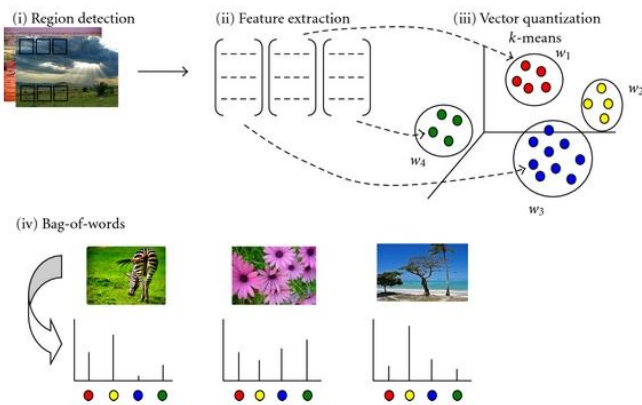 (i) Region detection
(ii) Feature extraction
(iii) Vector quantization
k-means
w1
w2
w3
w4
(iv) Bag-of-words